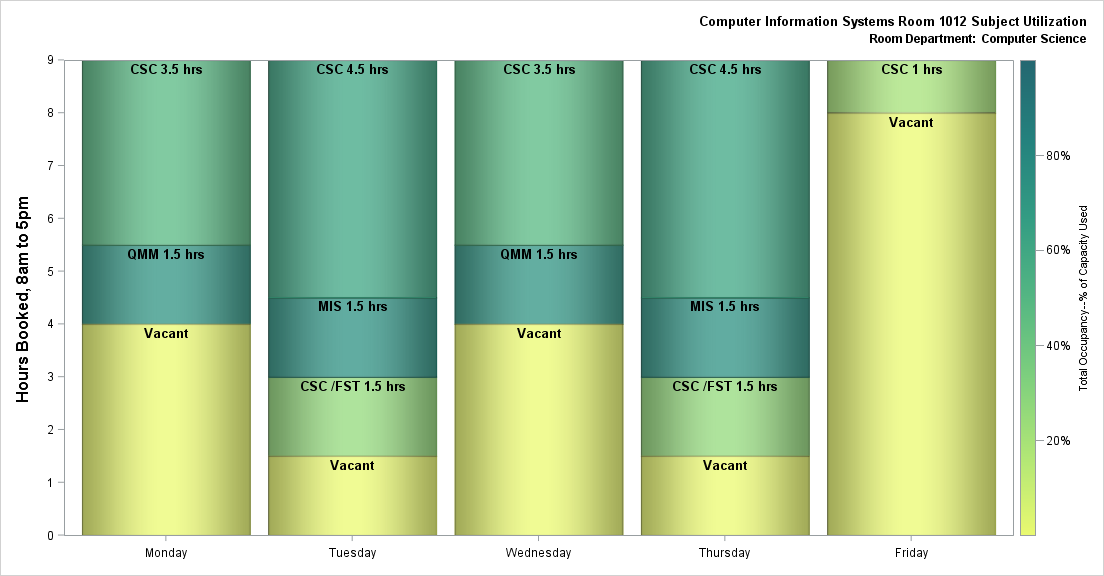 Computer Information Systems Room 1012 Subject Utilization
Room Department: Computer Science
Hours Booked, 8am to 5pm
9
8
7
6
5
4
3
2
1
0
CSC 3.5 hrs
QMM 1.5 hrs
Vacant
CSC 4.5 hrs
MIS 1.5 hrs
CSC /FST 1.5 hrs
Vacant
CSC 3.5 hrs
QMM 1.5 hrs
Vacant
CSC 4.5 hrs
MIS 1.5 hrs
CSC /FST 1.5 hrs
Vacant
CSC 1 hrs
Vacant
Monday
Tuesday
Wednesday
Thursday
Friday
80%
60%
40%
20%
Total Occupancy--% of Capacity Used